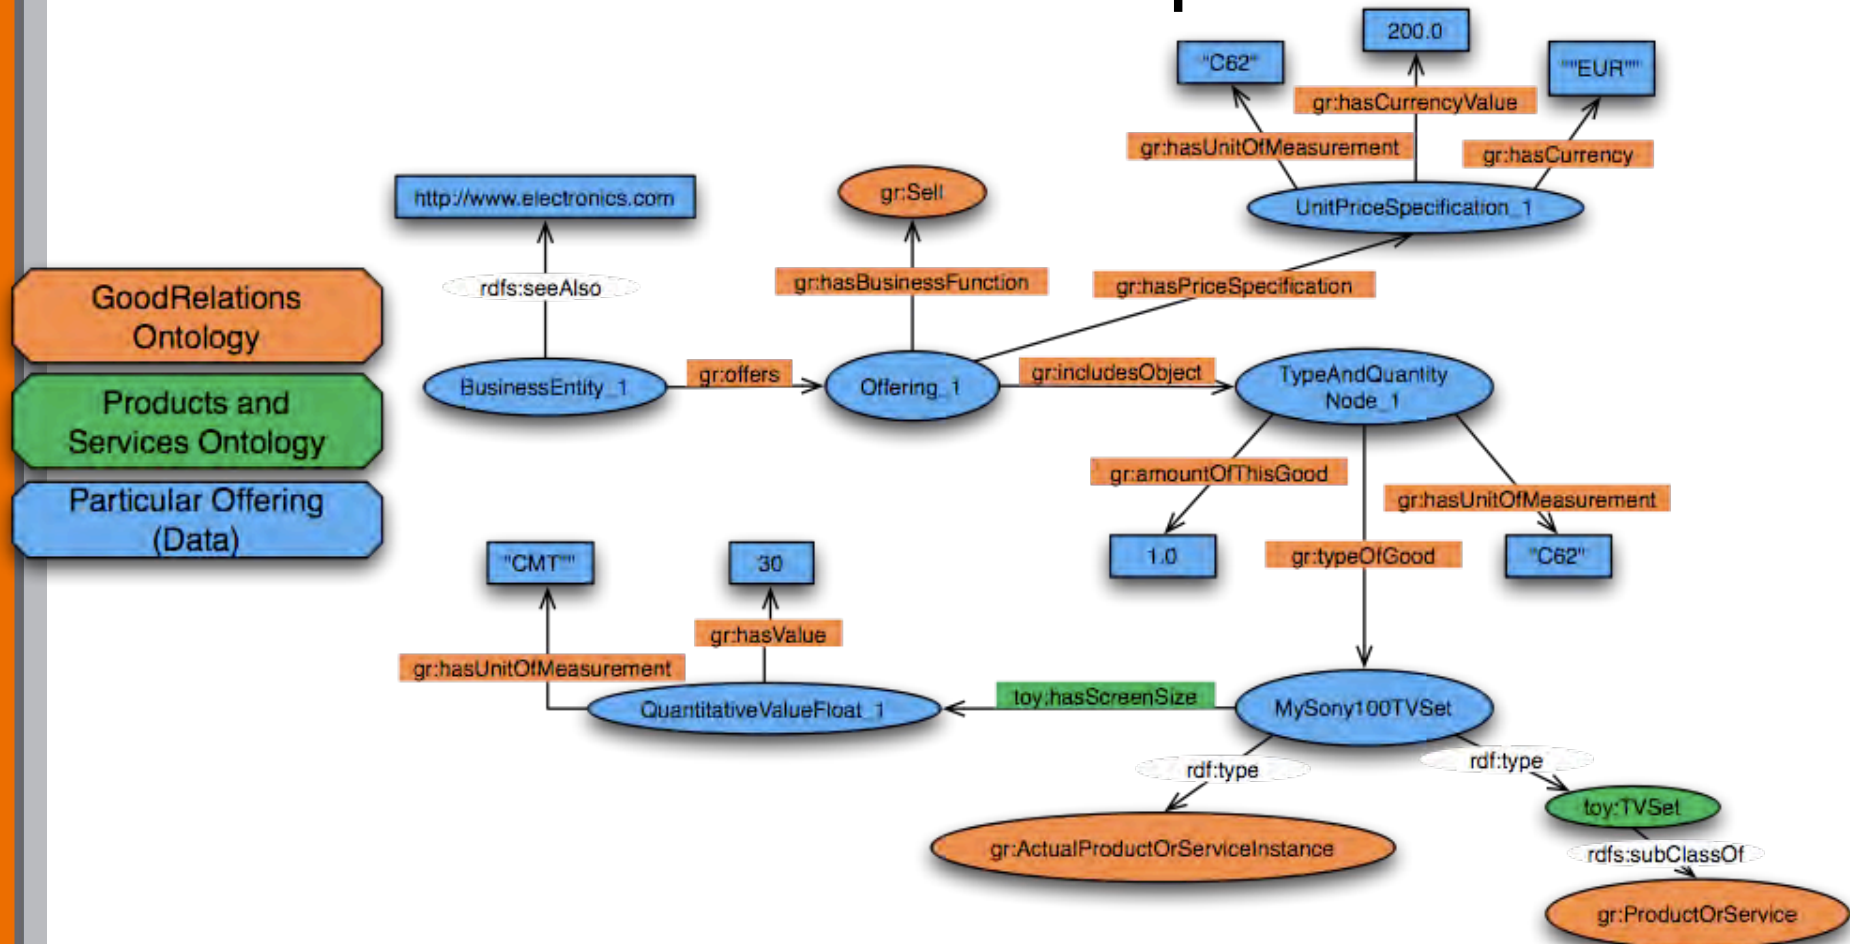 200.0
"C62"
""EUR""
gr:hasCurrencyValue
gr:hasUnitOfMeasurement
gr:hasCurrency
http://www.electronics.com
gr:Sell
UnitPriceSpecification_1
rdfs:seeAlso
gr:hasBusinessFunction
gr:hasPriceSpecification
GoodRelations
Ontology
BusinessEntity_1
gr:offers
Offering_1
gr:includesObject
TypeAndQuantity
Node_1
Products and
Services Ontology
gr:amountOfThisGood
gr:hasUnitOfMeasurement
Particular Offering
(Data)
"CMT""
30
1.0
gr:typeOfGood
"C62"
gr:hasValue
gr:hasUnitOfMeasurement
QuantitativeValueFloat_1
toy:hasScreenSize
MySony100TVSet
rdf:type
rdf:type
toy:TVSet
gr:ActualProductOrServiceInstance
rdfs:subClassOf
gr:ProductOrService